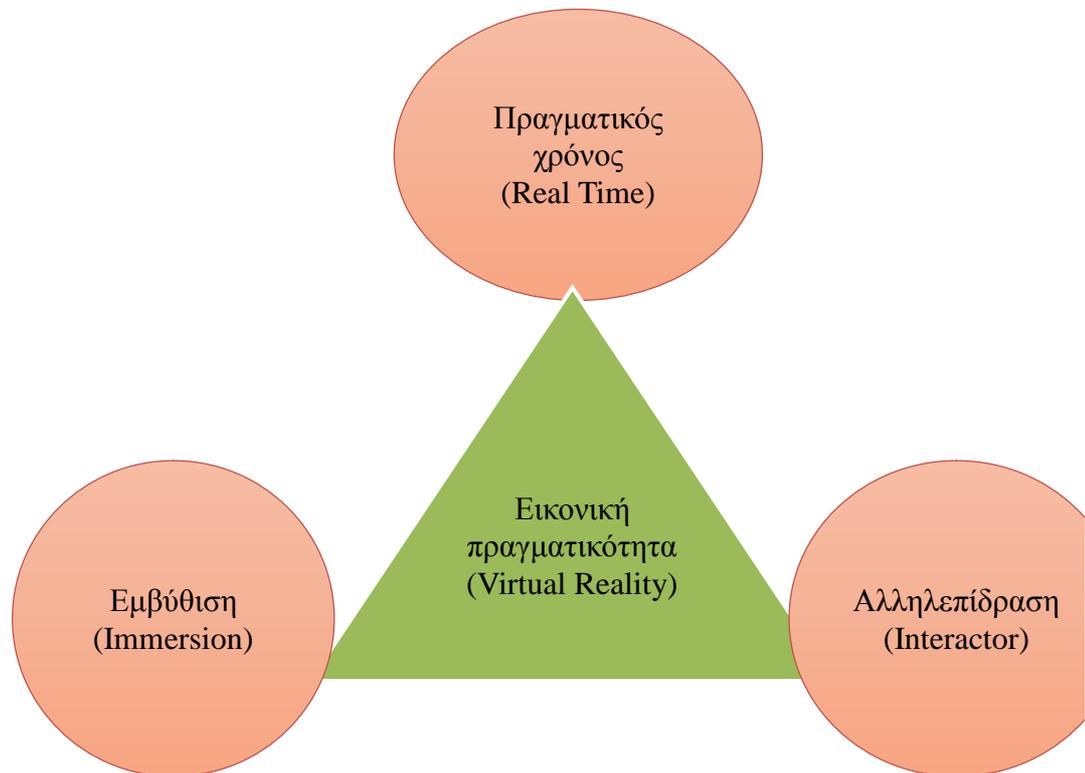 Πραγματικός
χρόνος
(Real Time)
Εικονική
πραγματικότητα
(Virtual Reality)
Εμβύθιση
(Immersion)
Αλληλεπίδραση
(Interactor)